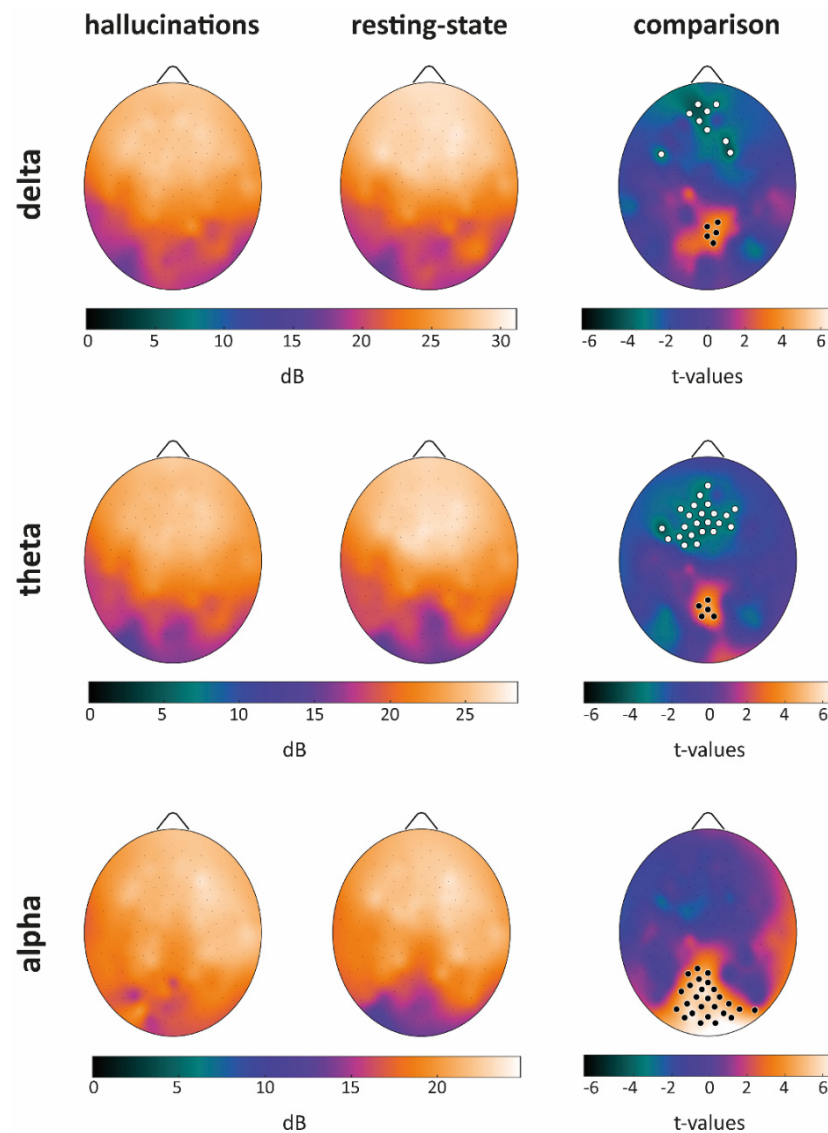 hallucinations resting-state comparison
delta
0 5 10 15 20 25 30 -6 -4 -2 0 2 4 6
dB t-values
theta
0 5 10 15 20 25 -6 -4 -2 0 2 4 6
dB t-values
alpha
0 5 10 15 20 -6 -4 -2 0 2 4 6
dB t-values